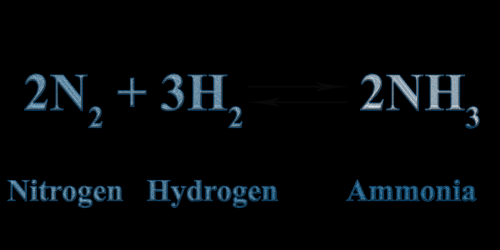 2N₂ + 3H₂ ⇌ 2NH₃
Nitrogen Hydrogen Ammonia